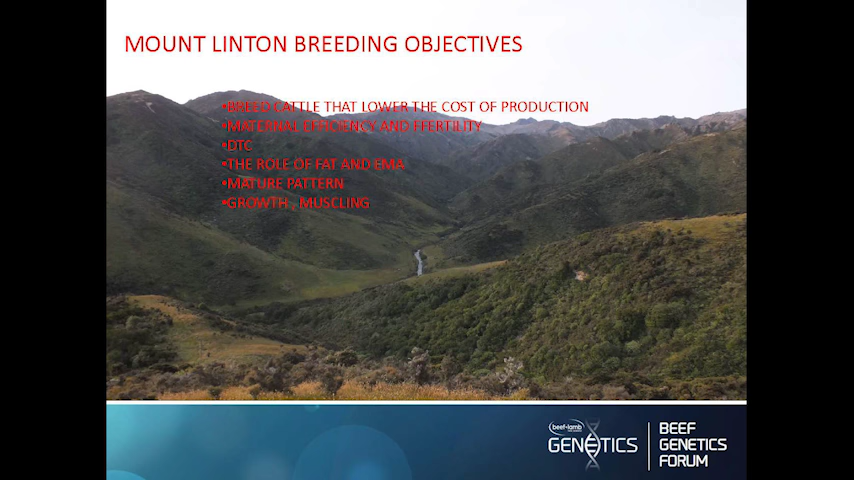 MOUNT LINTON BREEDING OBJECTIVES
•BREED CATTLE THAT LOWER THE COST OF PRODUCTION
•MATERNAL EFFICIENCY AND FFERTILITY
•DTC
•THE ROLE OF FAT AND EMA
•MATURE PATTERN
•GROWTH , MUSCLING
beef+lamb
GENETICS
BEEF
GENETICS
FORUM